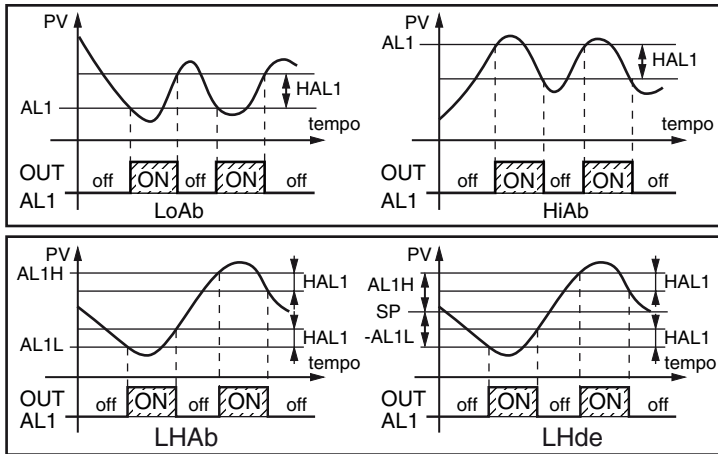 PV
AL1
HAL1
tempo
OUT
AL1
off ON off ON off
LoAb
PV
AL1
HAL1
tempo
off ON off ON off
HiAb
PV
AL1H
HAL1
HAL1
AL1L
tempo
OUT
AL1
off ON off ON off
LHAb
PV
AL1H
SP
-AL1L
HAL1
HAL1
tempo
OUT
AL1
off ON off ON off
LHde